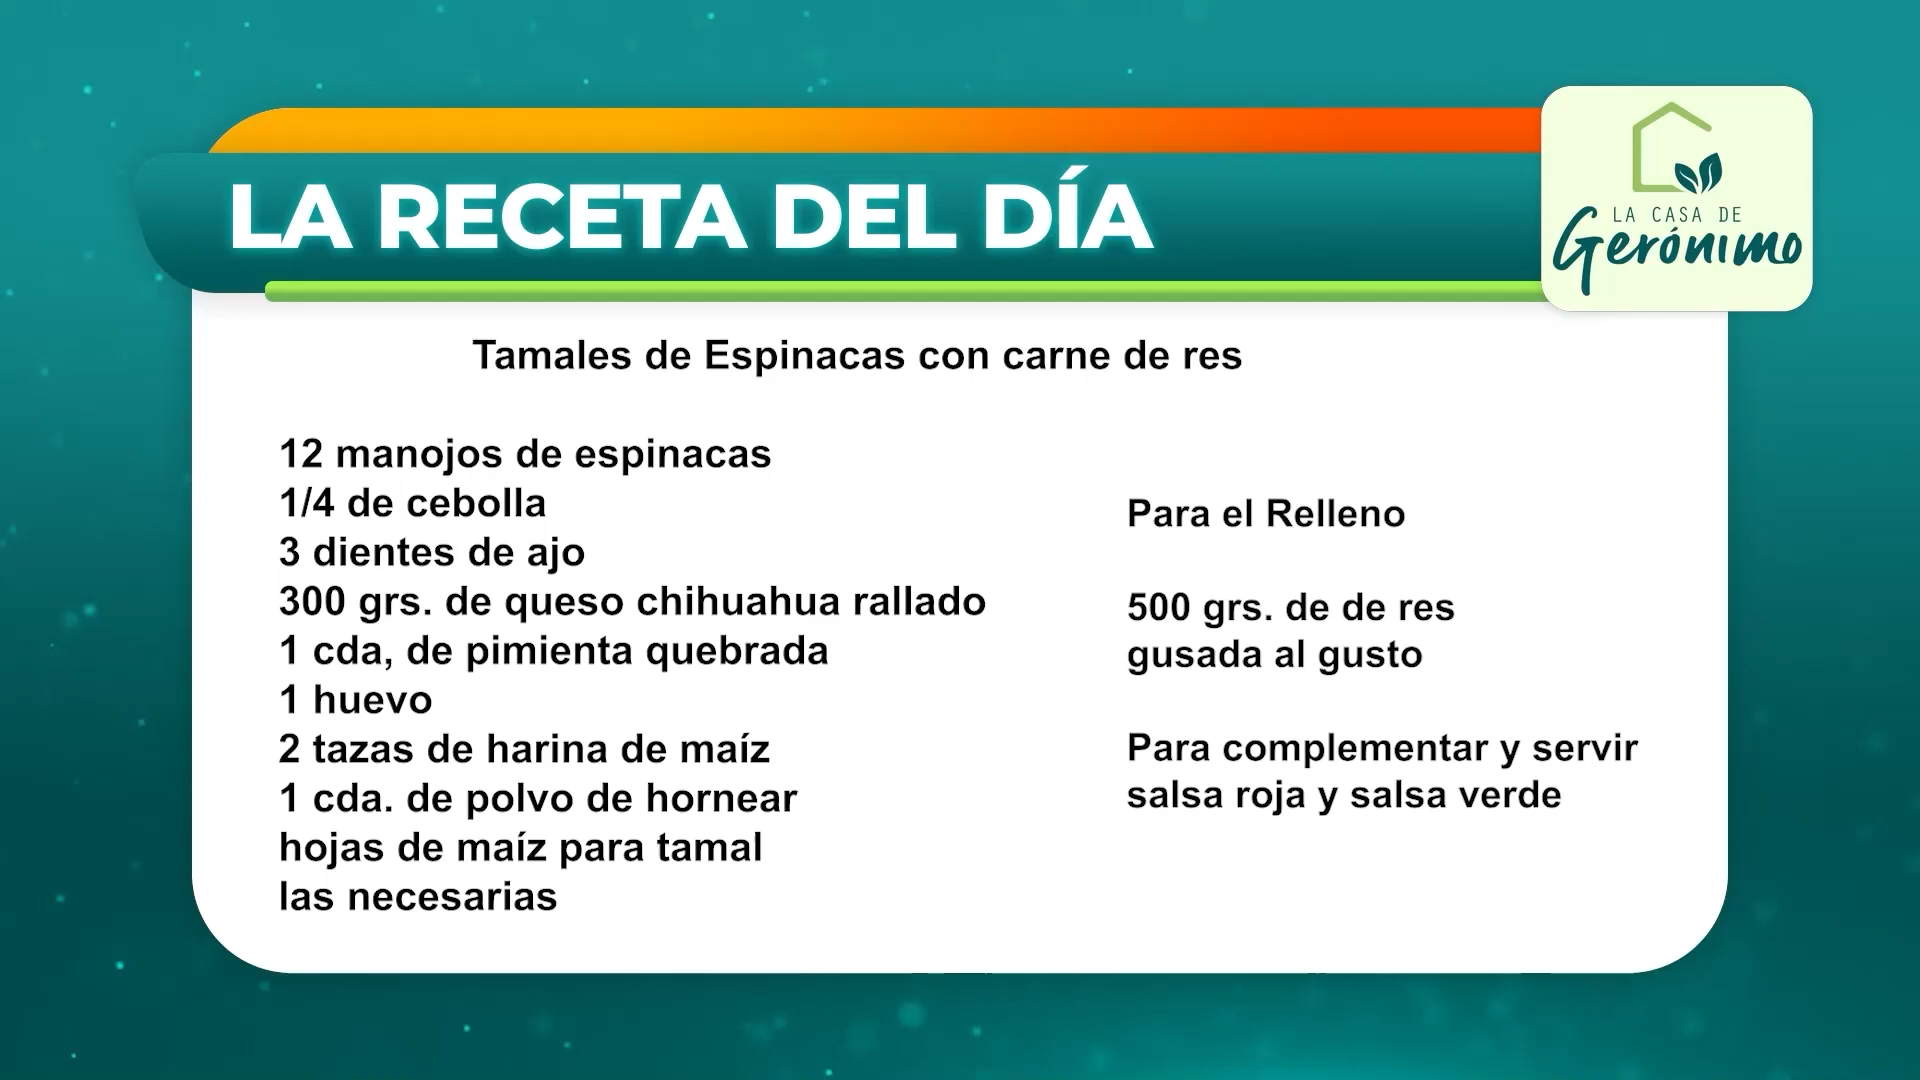 LA RECETA DEL DÍA
LA CASA DE
Gerónimo
Tamales de Espinacas con carne de res
12 manojos de espinacas
1/4 de cebolla
3 dientes de ajo
300 grs. de queso chihuahua rallado
1 cda, de pimienta quebrada
1 huevo
2 tazas de harina de maíz
1 cda. de polvo de hornear
hojas de maíz para tamal
las necesarias
Para el Relleno
500 grs. de de res
gusada al gusto
Para complementar y servir
salsa roja y salsa verde